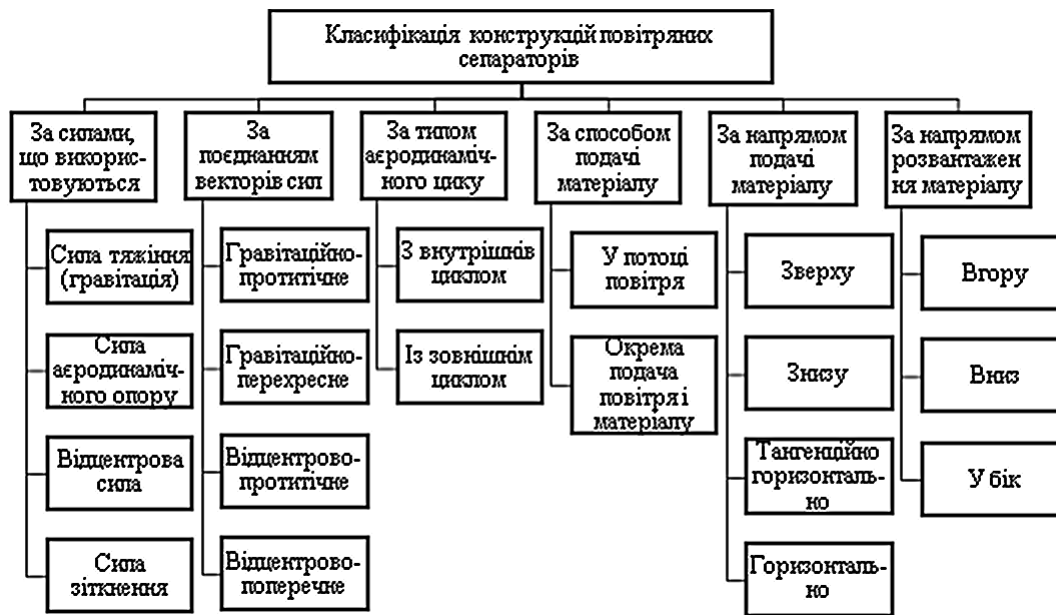 Класифікація конструкцій повітряних
сепараторів
За силами,
що використ-
товуються
За
поєднанням
векторів сил
За типом
аеродинаміч-
ного цику
За способом
подачі
матеріалу
За напрямом
подачі
матеріалу
За напрямом
розвантажен
ня матеріалу
Сила тяжіння
(гравітація)
Сила
аеродинаміч-
ного опору
Відцентрова
сила
Сила
зіткнення
Гравітаційно-
протитічне
Гравітаційно-
перехресне
Відцентрово-
протитічне
Відцентрово-
поперечне
З внутрішнів
циклом
Із зовнішнім
циклом
У потоці
повітря
Окрема
подача
повітря і
матеріалу
Зверху
Знизу
Тангенційко
горизонталь-
но
Горизонталь-
но
Вгору
Вниз
У бік